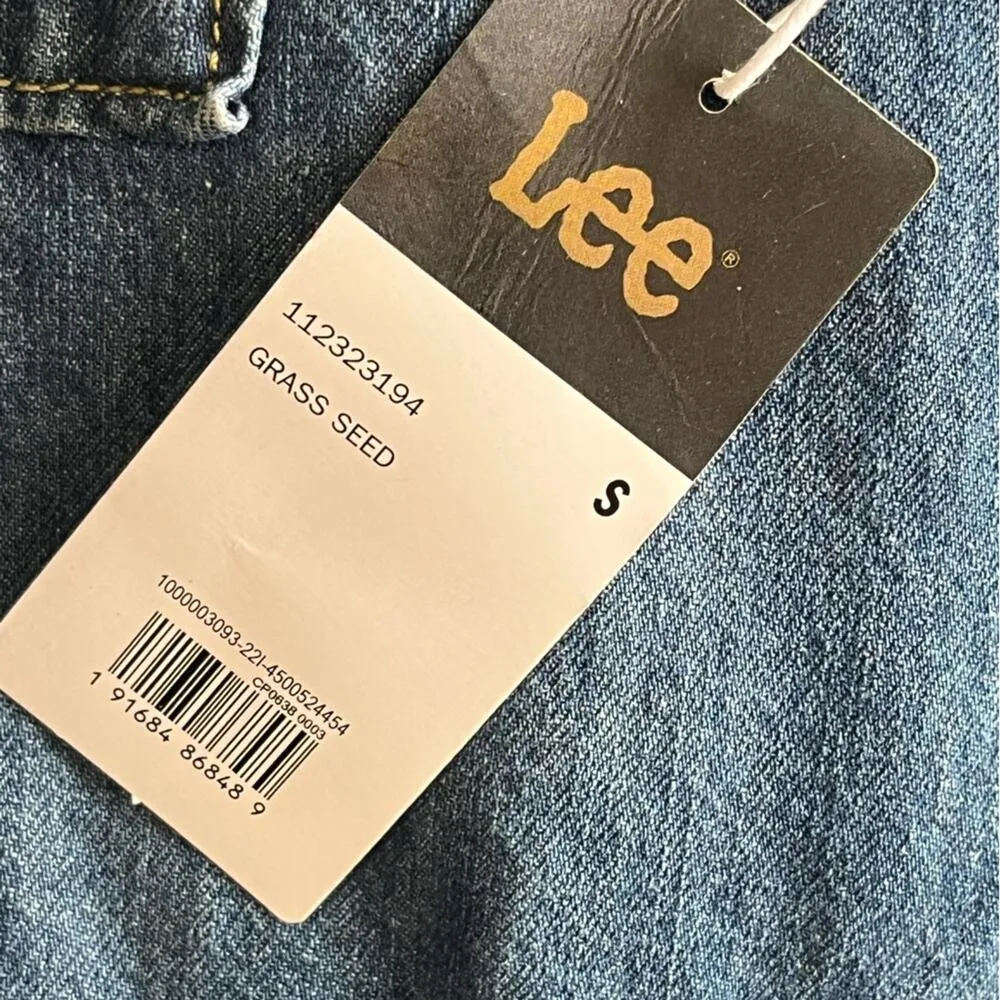 Lee®
112323194
GRASS SEED
S
1000003093-22I-4500524454
CP0638 0003
1 91684 86848 9